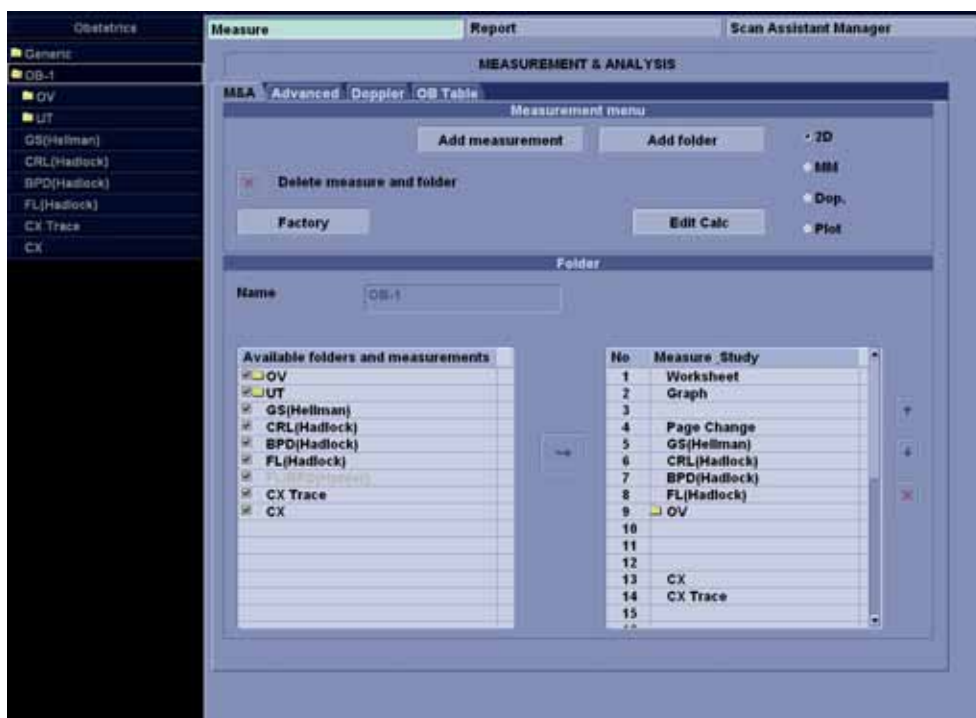 Obstetrics
Generic
OB-1
OV
UT
GS(Hellman)
CRL(Hadlock)
BPD(Hadlock)
FL(Hadlock)
CX Trace
CX
Measure Report Scan Assistant Manager
MEASUREMENT & ANALYSIS
M&A Advanced Doppler OB Table
Measurement menu
Add measurement Add folder 2D
MM
Delete measure and folder
Dop.
Factory Edit Calc Plot
Folder
Name OB-1
Available folders and measurements
OV
UT
GS(Hellman)
CRL(Hadlock)
BPD(Hadlock)
FL(Hadlock)
CX Trace
CX
No Measure_Study
1 Worksheet
2 Graph
3
4 Page Change
5 GS(Hellman)
6 CRL(Hadlock)
7 BPD(Hadlock)
8 FL(Hadlock)
9 OV
10
11
12
13 CX
14 CX Trace
15